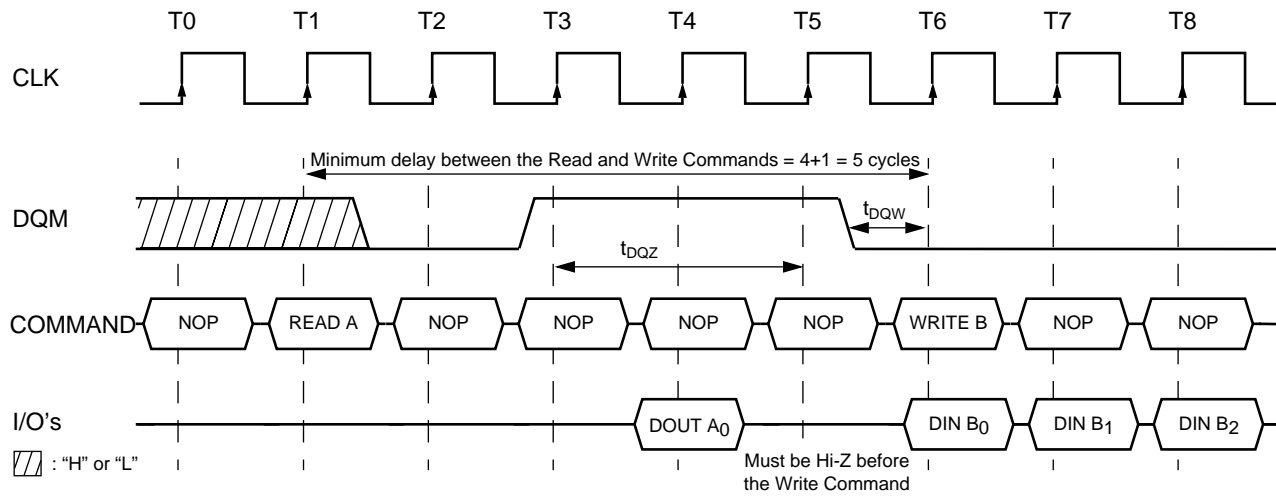 T0 T1 T2 T3 T4 T5 T6 T7 T8
CLK
Minimum delay between the Read and Write Commands = 4+1 = 5 cycles
DQM
tDQW
tDQZ
COMMAND NOP READ A NOP NOP NOP NOP WRITE B NOP NOP
I/O's DOUT A0 DIN B0 DIN B1 DIN B2
: “H” or “L”
Must be Hi-Z before
the Write Command